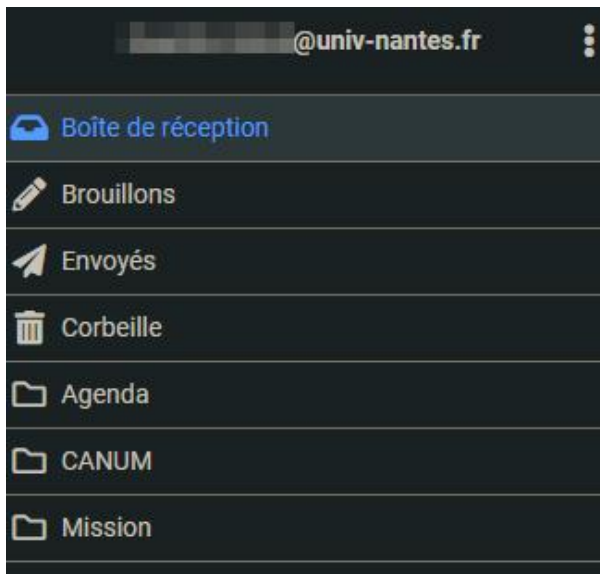 @univ-nantes.fr
Boîte de réception
Brouillons
Envoyés
Corbeille
Agenda
CANUM
Mission